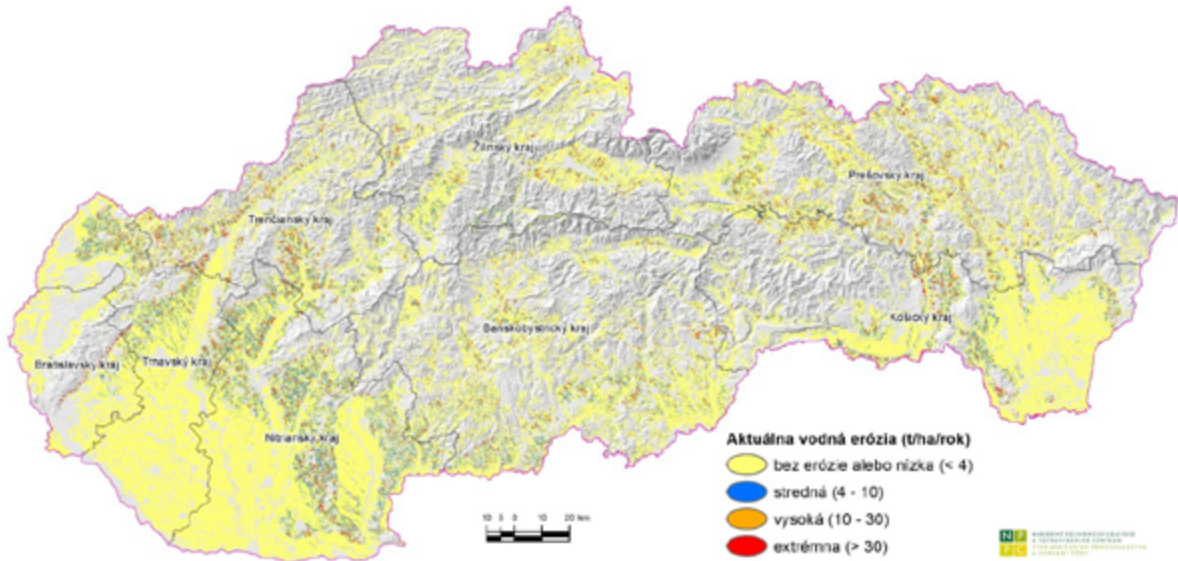 Žilinský kraj
Prešovský kraj
Trenčiansky kraj
Košický kraj
Banskobystrický kraj
Bratislavský kraj
Trnavský kraj
Nitriansky kraj
Aktuálna vodná erózia (t/ha/rok)
bez erózie alebo nízka (< 4)
stredná (4 - 10)
vysoká (10 - 30)
extrémna (> 30)
10 5 0 10 20 km
N P
P C